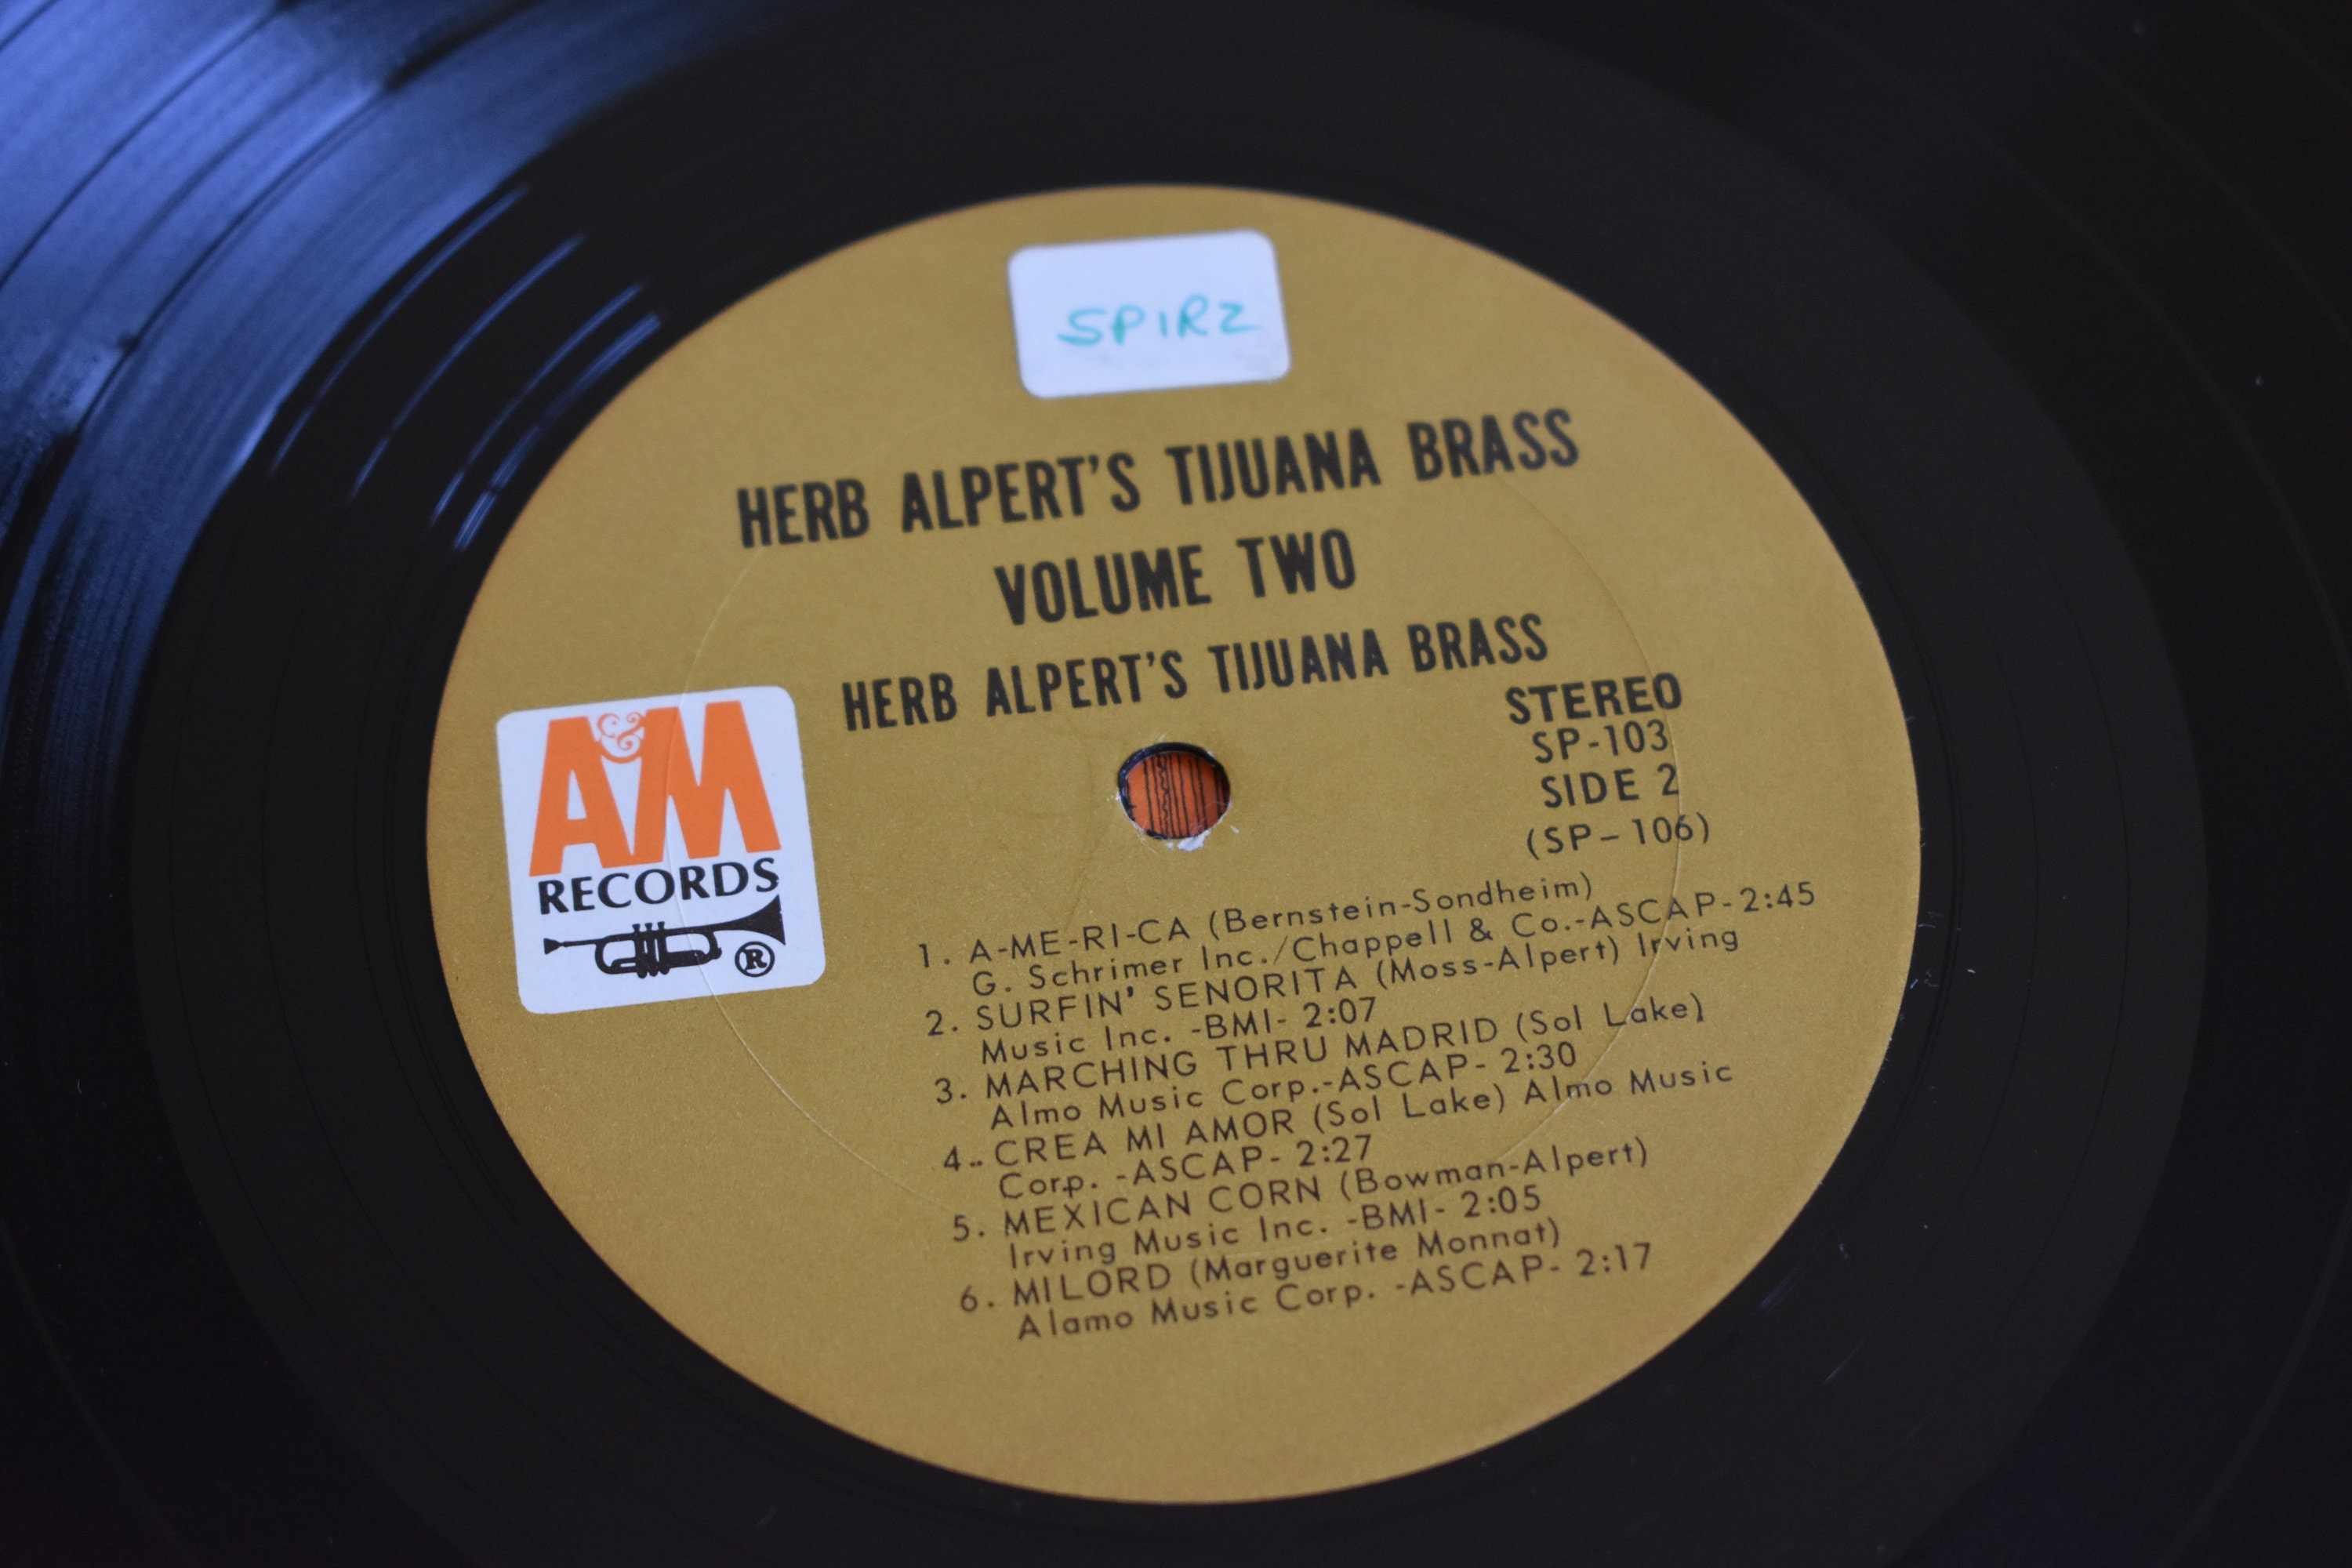 SPIRZ
HERB ALPERT'S TIJUANA BRASS
VOLUME TWO
HERB ALPERT'S TIJUANA BRASS
STEREO
SP-103
SIDE 2
(SP-106)
A&M
RECORDS
®
1. A-ME-RI-CA (Bernstein-Sondheim)
G. Schrimer Inc./Chappell & Co.-ASCAP-2:45
2. SURFIN' SENORITA (Moss-Alpert) Irving
Music Inc. -BMI- 2:07
3. MARCHING THRU MADRID (Sol Lake)
Almo Music Corp.-ASCAP- 2:30
4.. CREA MI AMOR (Sol Lake) Almo Music
Corp. -ASCAP- 2:27
5. MEXICAN CORN (Bowman-Alpert)
Irving Music Inc. -BMI- 2:05
6. MILORD (Marguerite Monnat)
Alamo Music Corp. -ASCAP- 2:17